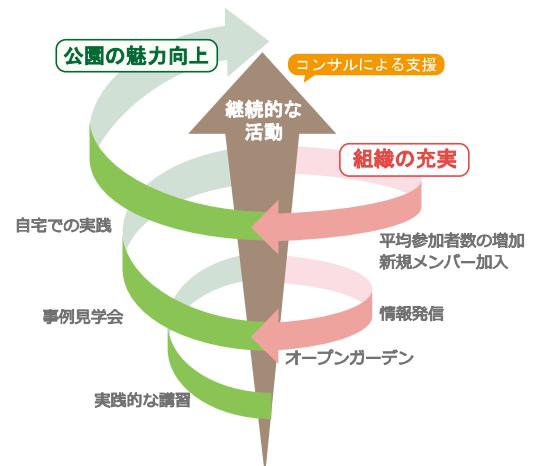 公園の魅力向上
コンサルによる支援
継続的な
活動
組織の充実
自宅での実践
平均参加者数の増加
新規メンバー加入
事例見学会
情報発信
オープンガーデン
実践的な講習